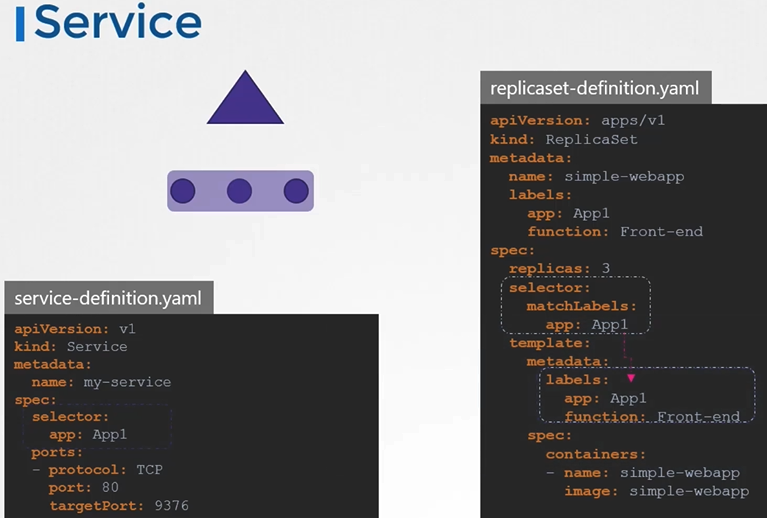 Service
replicaset-definition.yaml
apiVersion: apps/v1
kind: ReplicaSet
metadata:
  name: simple-webapp
  labels:
    app: App1
    function: Front-end
spec:
  replicas: 3
  selector:
    matchLabels:
      app: App1
  template:
    metadata:
      labels:
        app: App1
        function: Front-end
    spec:
      containers:
      - name: simple-webapp
        image: simple-webapp
service-definition.yaml
apiVersion: v1
kind: Service
metadata:
  name: my-service
spec:
  selector:
    app: App1
  ports:
  - protocol: TCP
    port: 80
    targetPort: 9376